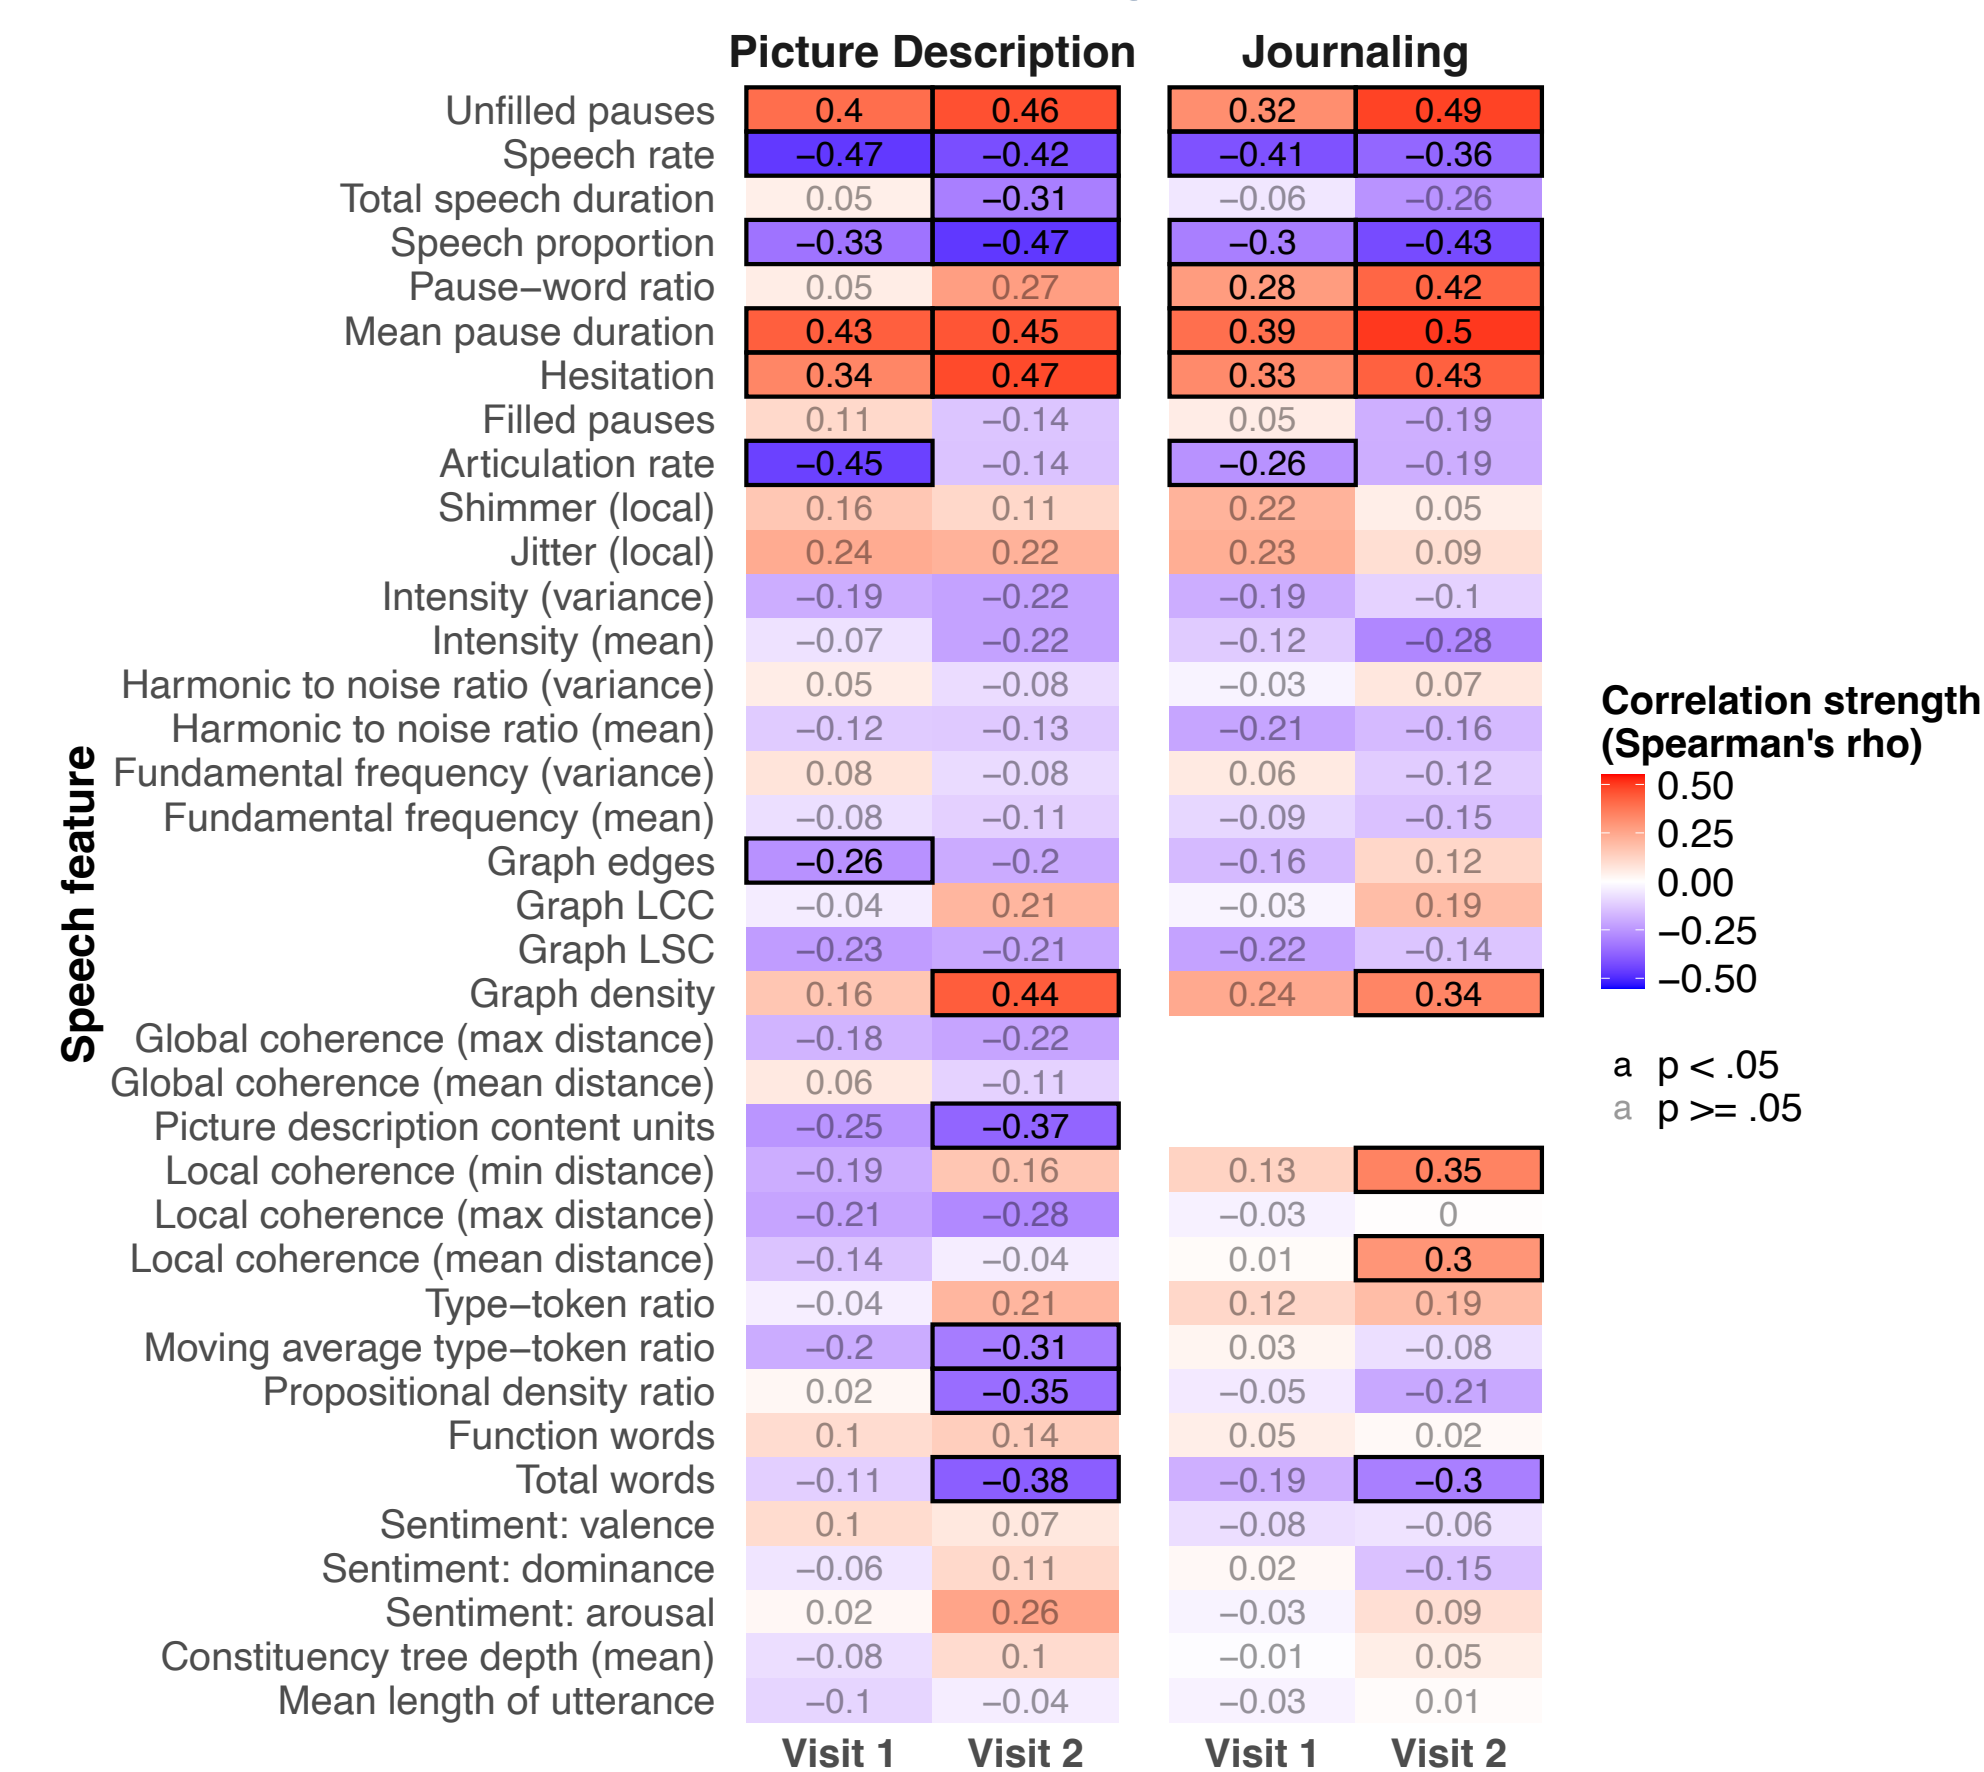 Picture Description Journaling
Unfilled pauses 0.4 0.46 0.32 0.49
Speech rate −0.47 −0.42 −0.41 −0.36
Total speech duration 0.05 −0.31 −0.06 −0.26
Speech proportion −0.33 −0.47 −0.3 −0.43
Pause−word ratio 0.05 0.27 0.28 0.42
Mean pause duration 0.43 0.45 0.39 0.5
Hesitation 0.34 0.47 0.33 0.43
Filled pauses 0.11 −0.14 0.05 −0.19
Articulation rate −0.45 −0.14 −0.26 −0.19
Shimmer (local) 0.16 0.11 0.22 0.05
Jitter (local) 0.24 0.22 0.23 0.09
Intensity (variance) −0.19 −0.22 −0.19 −0.1
Intensity (mean) −0.07 −0.22 −0.12 −0.28
Harmonic to noise ratio (variance) 0.05 −0.08 −0.03 0.07
Harmonic to noise ratio (mean) −0.12 −0.13 −0.21 −0.16
Fundamental frequency (variance) 0.08 −0.08 0.06 −0.12
Fundamental frequency (mean) −0.08 −0.11 −0.09 −0.15
Graph edges −0.26 −0.2 −0.16 0.12
Graph LCC −0.04 0.21 −0.03 0.19
Graph LSC −0.23 −0.21 −0.22 −0.14
Graph density 0.16 0.44 0.24 0.34
Global coherence (max distance) −0.18 −0.22
Global coherence (mean distance) 0.06 −0.11
Picture description content units −0.25 −0.37
Local coherence (min distance) −0.19 0.16 0.13 0.35
Local coherence (max distance) −0.21 −0.28 −0.03 0
Local coherence (mean distance) −0.14 −0.04 0.01 0.3
Type−token ratio −0.04 0.21 0.12 0.19
Moving average type−token ratio −0.2 −0.31 0.03 −0.08
Propositional density ratio 0.02 −0.35 −0.05 −0.21
Function words 0.1 0.14 0.05 0.02
Total words −0.11 −0.38 −0.19 −0.3
Sentiment: valence 0.1 0.07 −0.08 −0.06
Sentiment: dominance −0.06 0.11 0.02 −0.15
Sentiment: arousal 0.02 0.26 −0.03 0.09
Constituency tree depth (mean) −0.08 0.1 −0.01 0.05
Mean length of utterance −0.1 −0.04 −0.03 0.01
Visit 1 Visit 2 Visit 1 Visit 2
Speech feature
Correlation strength
(Spearman's rho)
0.50
0.25
0.00
−0.25
−0.50
a p < .05
a p >= .05